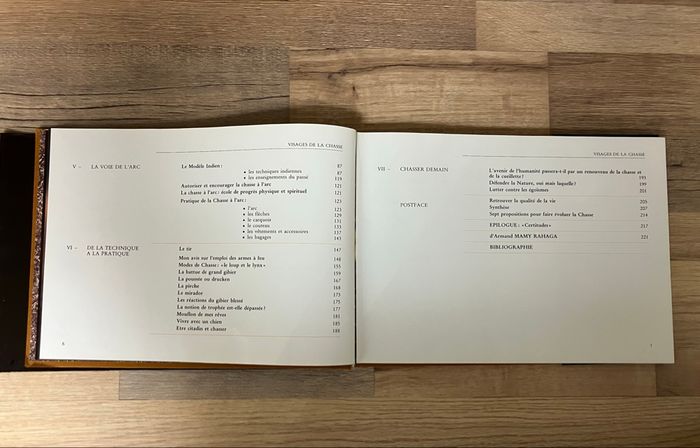 VISAGES DE LA CHASSE
V – LA VOIE DE L'ARC
Le Modèle Indien : 87
• les techniques indiennes 87
• les enseignements du passé 119
Autoriser et encourager la chasse à l'arc 121
La chasse à l'arc : école de progrès physique et spirituel 121
Pratique de la Chasse à l'arc : 123
• l'arc 123
• les flèches 129
• le carquois 131
• le couteau 133
• les vêtements et accessoires 137
• les bagages 143
VI – DE LA TECHNIQUE
A LA PRATIQUE
Le tir 147
Mon avis sur l'emploi des armes à feu 148
Modes de Chasse : «le loup et le lynx» 155
La battue de grand gibier 159
La poussée ou drucken 167
La pirche 168
Le mirador 173
Les réactions du gibier blessé 175
La notion de trophée est-elle dépassée ? 177
Mouflon de mes rêves 181
Vivre avec un chien 185
Etre citadin et chasser 188
6
VISAGES DE LA CHASSE
VII – CHASSER DEMAIN
L'avenir de l'humanité passera-t-il par un renouveau de la chasse et
de la cueillette ? 193
Défendre la Nature, oui mais laquelle ? 199
Lutter contre les égoïsmes 201
POSTFACE
Retrouver la qualité de la vie 205
Synthèse 207
Sept propositions pour faire évoluer la Chasse 214
EPILOGUE : «Certitudes» 217
d'Armand MAMY RAHAGA 221
BIBLIOGRAPHIE
7